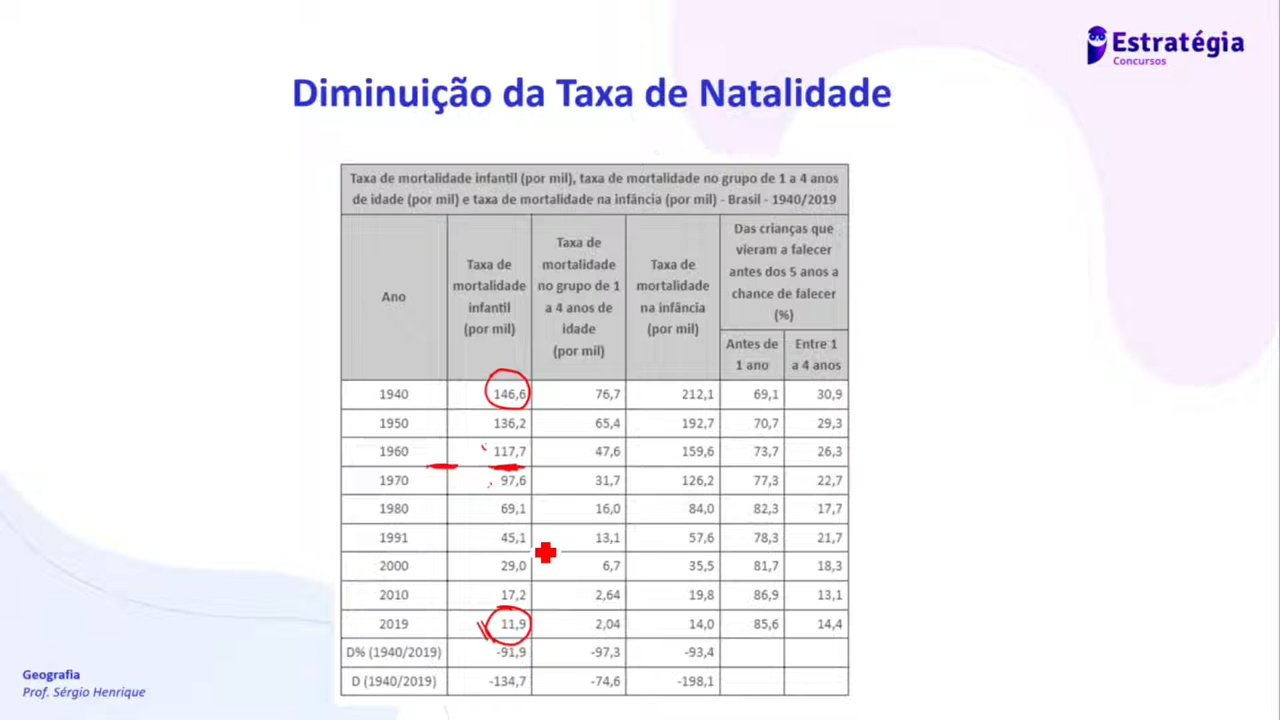 Estratégia
Concursos
Diminuição da Taxa de Natalidade
Taxa de mortalidade infantil (por mil), taxa de mortalidade no grupo de 1 a 4 anos
de idade (por mil) e taxa de mortalidade na infância (por mil) - Brasil - 1940/2019
Ano
Taxa de
mortalidade
infantil
(por mil)
Taxa de
mortalidade
no grupo de 1
a 4 anos de
idade
(por mil)
Taxa de
mortalidade
na infância
(por mil)
Das crianças que
vieram a falecer
antes dos 5 anos a
chance de falecer
(%)
Antes de
1 ano
Entre 1
a 4 anos
1940 146,6 76,7 212,1 69,1 30,9
1950 136,2 65,4 192,7 70,7 29,3
1960 117,7 47,6 159,6 73,7 26,3
1970 97,6 31,7 126,2 77,3 22,7
1980 69,1 16,0 84,0 82,3 17,7
1991 45,1 13,1 57,6 78,3 21,7
2000 29,0 6,7 35,5 81,7 18,3
2010 17,2 2,64 19,8 86,9 13,1
2019 11,9 2,04 14,0 85,6 14,4
D% (1940/2019) -91,9 -97,3 -93,4
D (1940/2019) -134,7 -74,6 -198,1
Geografia
Prof. Sérgio Henrique